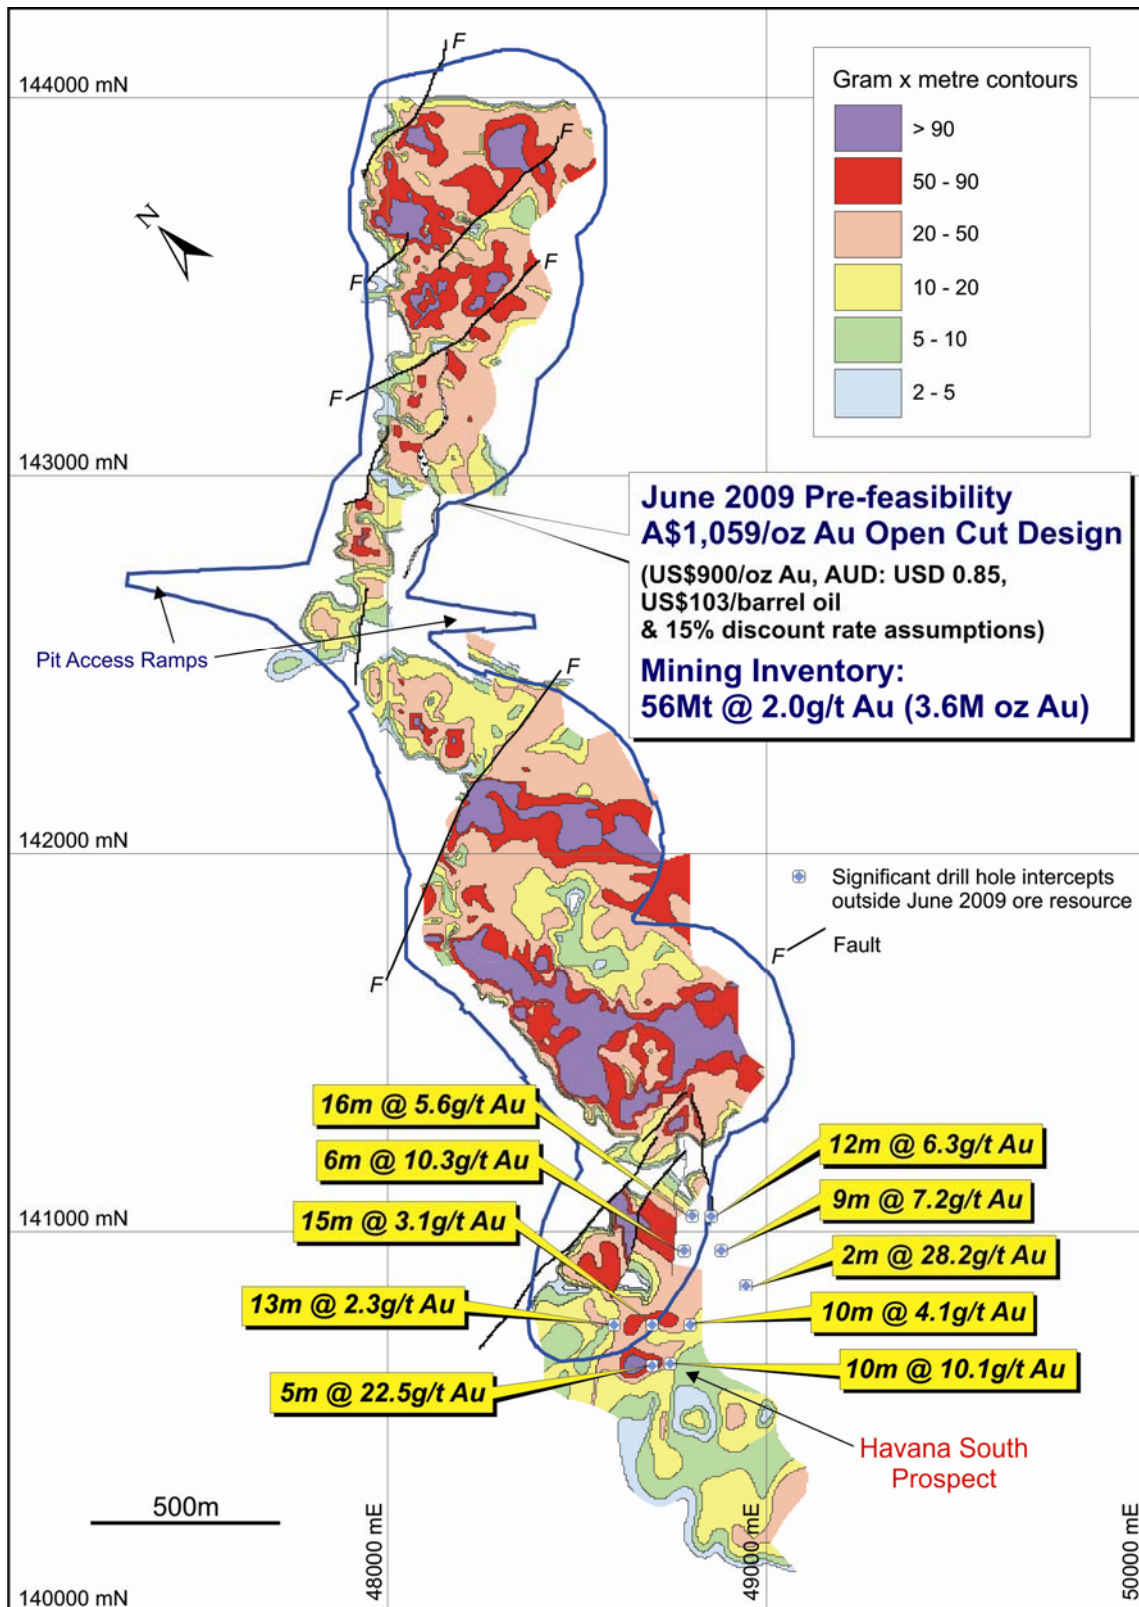 F
144000 mN
Gram x metre contours
> 90
50 - 90
20 - 50
10 - 20
5 - 10
2 - 5
F
N
F
F
F
143000 mN
June 2009 Pre-feasibility
A$1,059/oz Au Open Cut Design
(US$900/oz Au, AUD: USD 0.85,
US$103/barrel oil
& 15% discount rate assumptions)
Mining Inventory:
56Mt @ 2.0g/t Au (3.6M oz Au)
Pit Access Ramps
F
142000 mN
Significant drill hole intercepts
outside June 2009 ore resource
F
Fault
F
16m @ 5.6g/t Au
12m @ 6.3g/t Au
6m @ 10.3g/t Au
9m @ 7.2g/t Au
15m @ 3.1g/t Au
141000 mN
2m @ 28.2g/t Au
13m @ 2.3g/t Au
10m @ 4.1g/t Au
5m @ 22.5g/t Au
10m @ 10.1g/t Au
Havana South
Prospect
500m
48000 mE
49000 mE
50000 mE
140000 mN